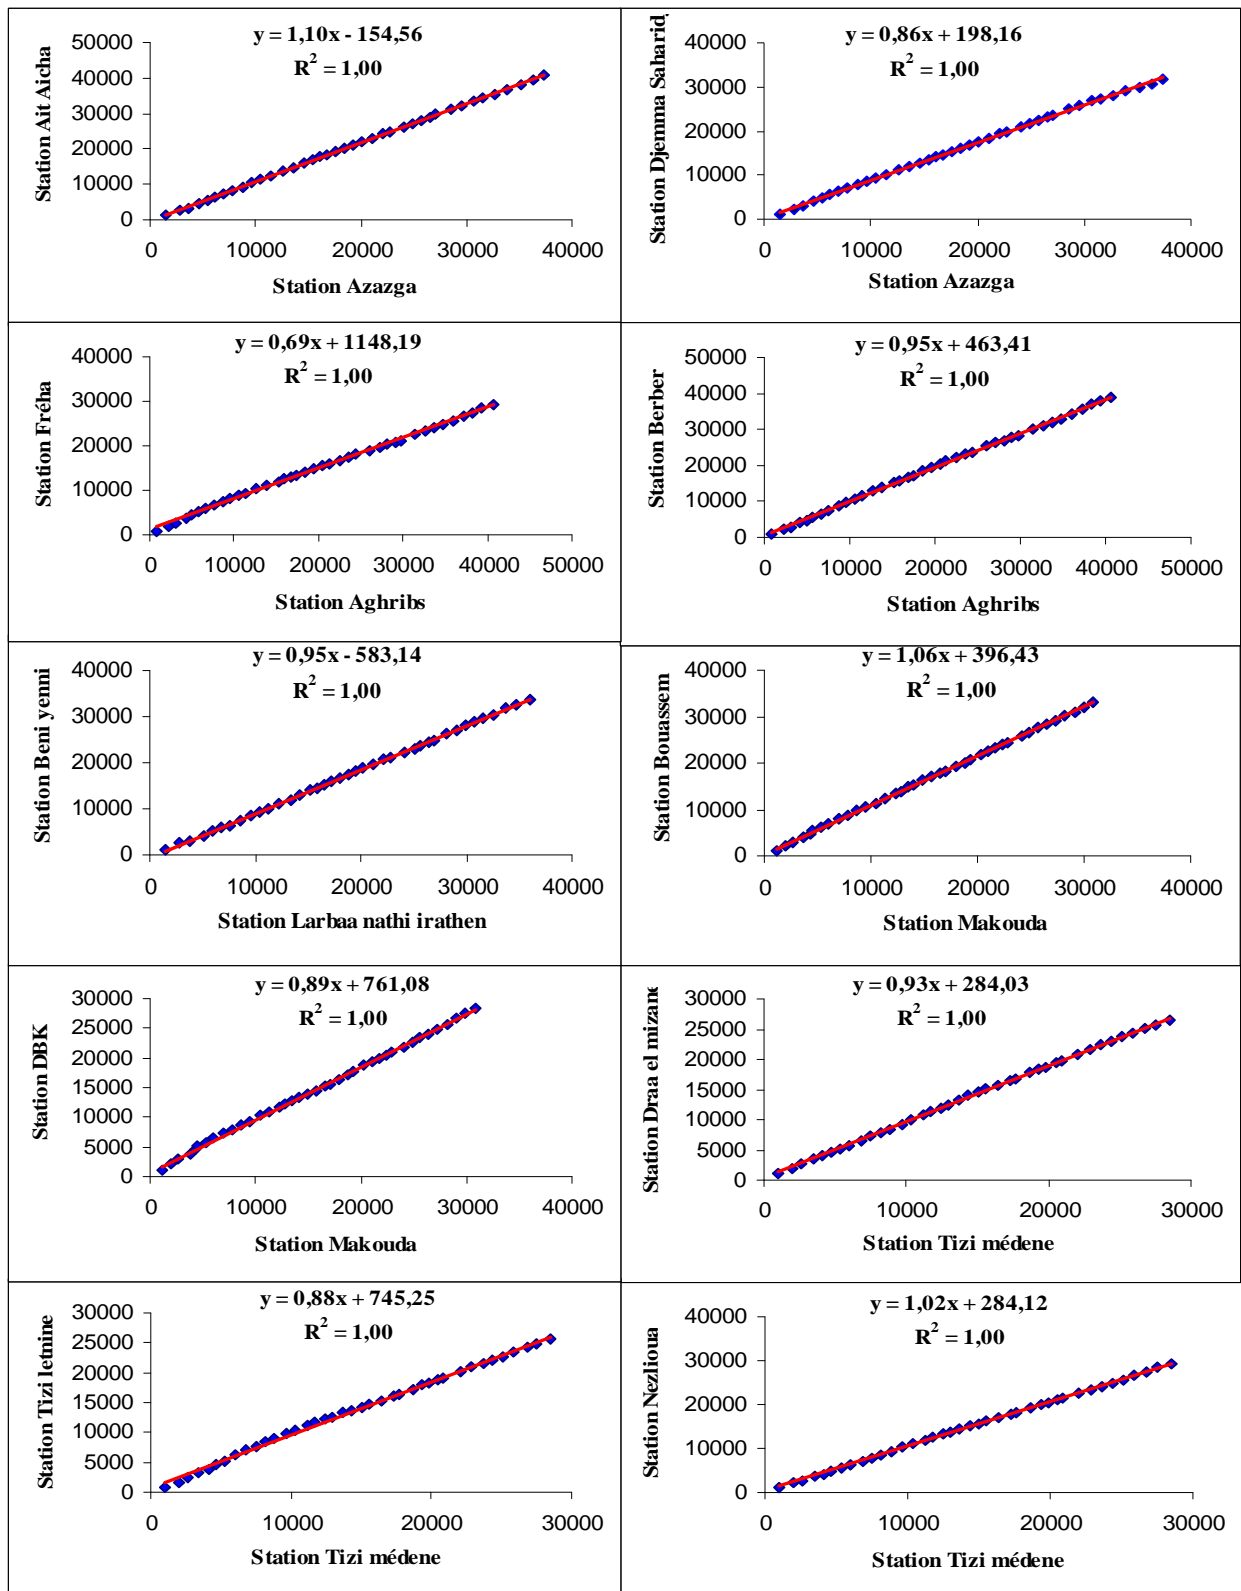 y = 1,10x - 154,56
R² = 1,00
Station Ait Aicha
50000
40000
30000
20000
10000
0
0 10000 20000 30000 40000
Station Azazga
y = 0,86x + 198,16
R² = 1,00
Station Djemma Saharidj
40000
30000
20000
10000
0
0 10000 20000 30000 40000
Station Azazga
y = 0,69x + 1148,19
R² = 1,00
Station Fréha
40000
30000
20000
10000
0
0 10000 20000 30000 40000 50000
Station Aghribs
y = 0,95x + 463,41
R² = 1,00
Station Berber
50000
40000
30000
20000
10000
0
0 10000 20000 30000 40000 50000
Station Aghribs
y = 0,95x - 583,14
R² = 1,00
Station Beni yenni
40000
30000
20000
10000
0
0 10000 20000 30000 40000
Station Larbaa nathi irathen
y = 1,06x + 396,43
R² = 1,00
Station Bouassem
40000
30000
20000
10000
0
0 10000 20000 30000 40000
Station Makouda
y = 0,89x + 761,08
R² = 1,00
Station DBK
30000
25000
20000
15000
10000
5000
0
0 10000 20000 30000 40000
Station Makouda
y = 0,93x + 284,03
R² = 1,00
Station Draa el mizane
30000
25000
20000
15000
10000
5000
0
0 10000 20000 30000
Station Tizi médene
y = 0,88x + 745,25
R² = 1,00
Station Tizi letnine
30000
25000
20000
15000
10000
5000
0
0 10000 20000 30000
Station Tizi médene
y = 1,02x + 284,12
R² = 1,00
Station Nezlioua
40000
30000
20000
10000
0
0 10000 20000 30000
Station Tizi médene